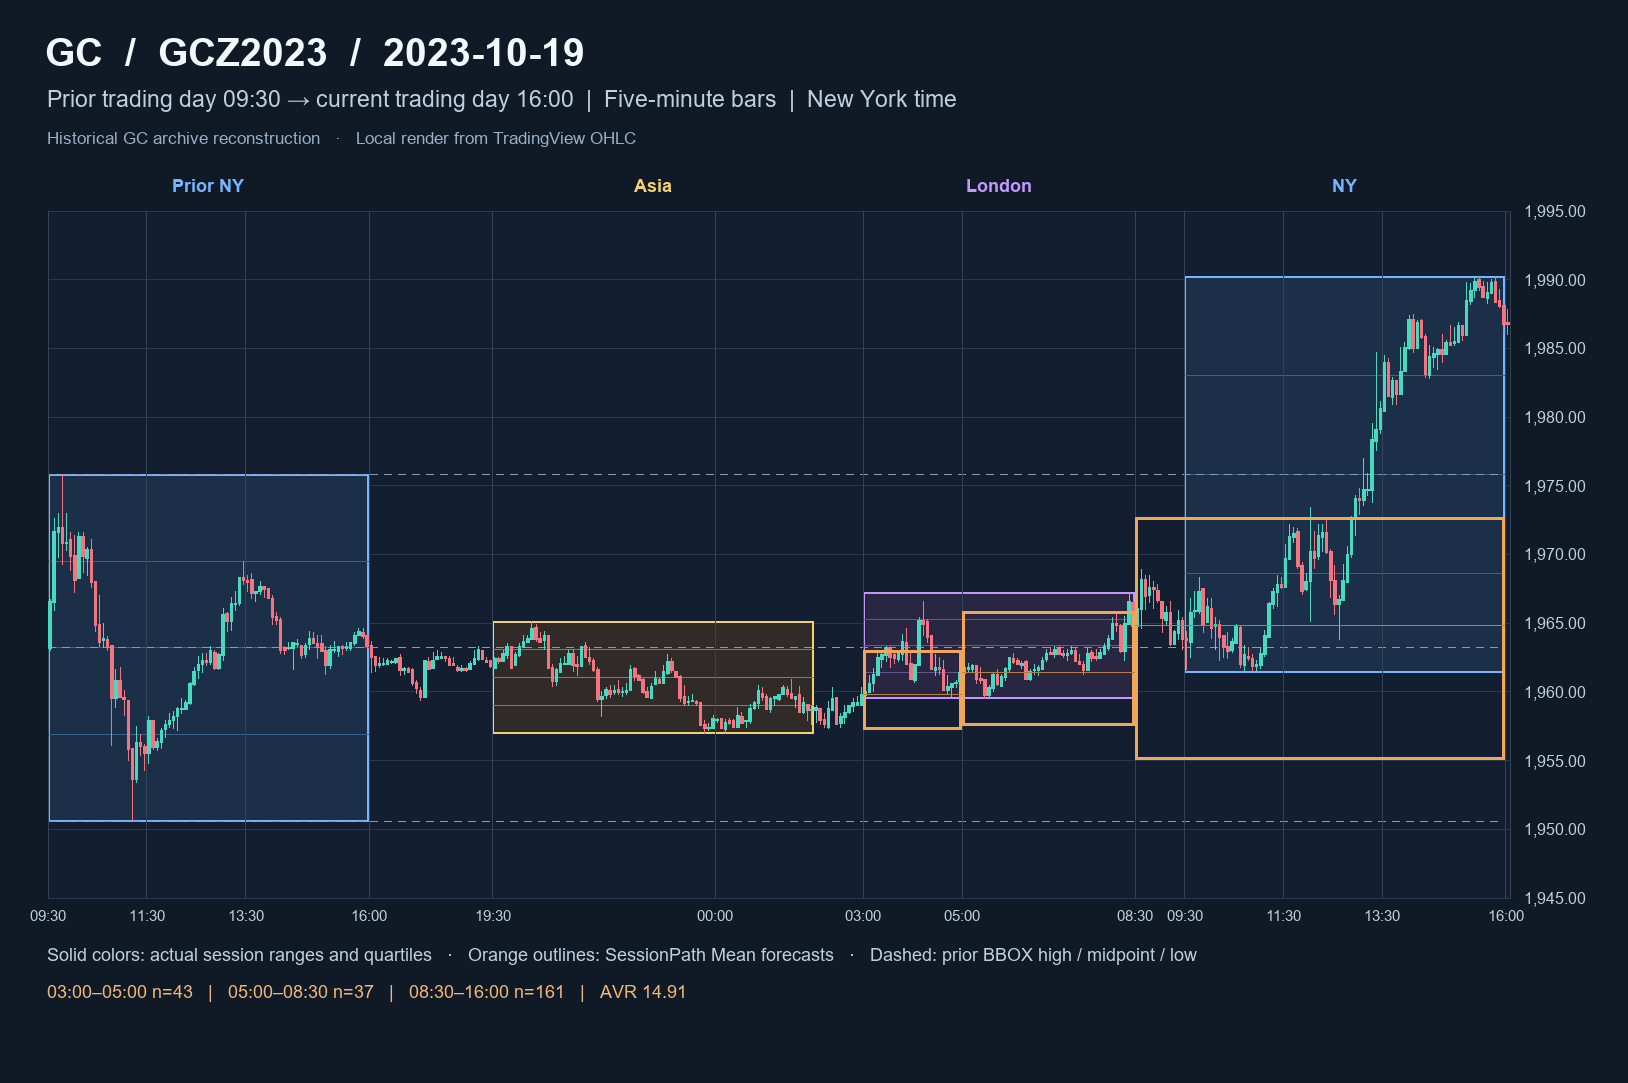 GC / GCZ2023 / 2023-10-19
Prior trading day 09:30 → current trading day 16:00 | Five-minute bars | New York time
Historical GC archive reconstruction · Local render from TradingView OHLC
Prior NY Asia London NY
1,995.00
1,990.00
1,985.00
1,980.00
1,975.00
1,970.00
1,965.00
1,960.00
1,955.00
1,950.00
1,945.00
09:30 11:30 13:30 16:00 19:30 00:00 03:00 05:00 08:30 09:30 11:30 13:30 16:00
Solid colors: actual session ranges and quartiles · Orange outlines: SessionPath Mean forecasts · Dashed: prior BBOX high / midpoint / low
03:00–05:00 n=43 | 05:00–08:30 n=37 | 08:30–16:00 n=161 | AVR 14.91